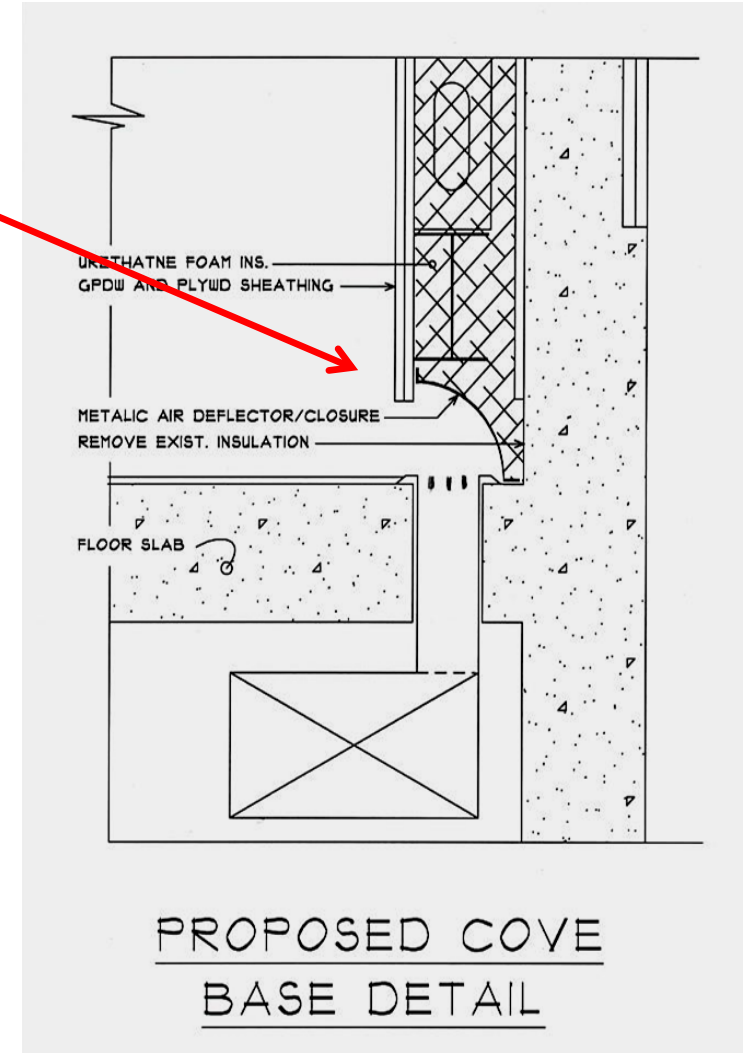 URETHATNE FOAM INS.
GPDW AND PLYWD SHEATHING
METALIC AIR DEFLECTOR/CLOSURE
REMOVE EXIST. INSULATION
FLOOR SLAB
PROPOSED COVE
BASE DETAIL